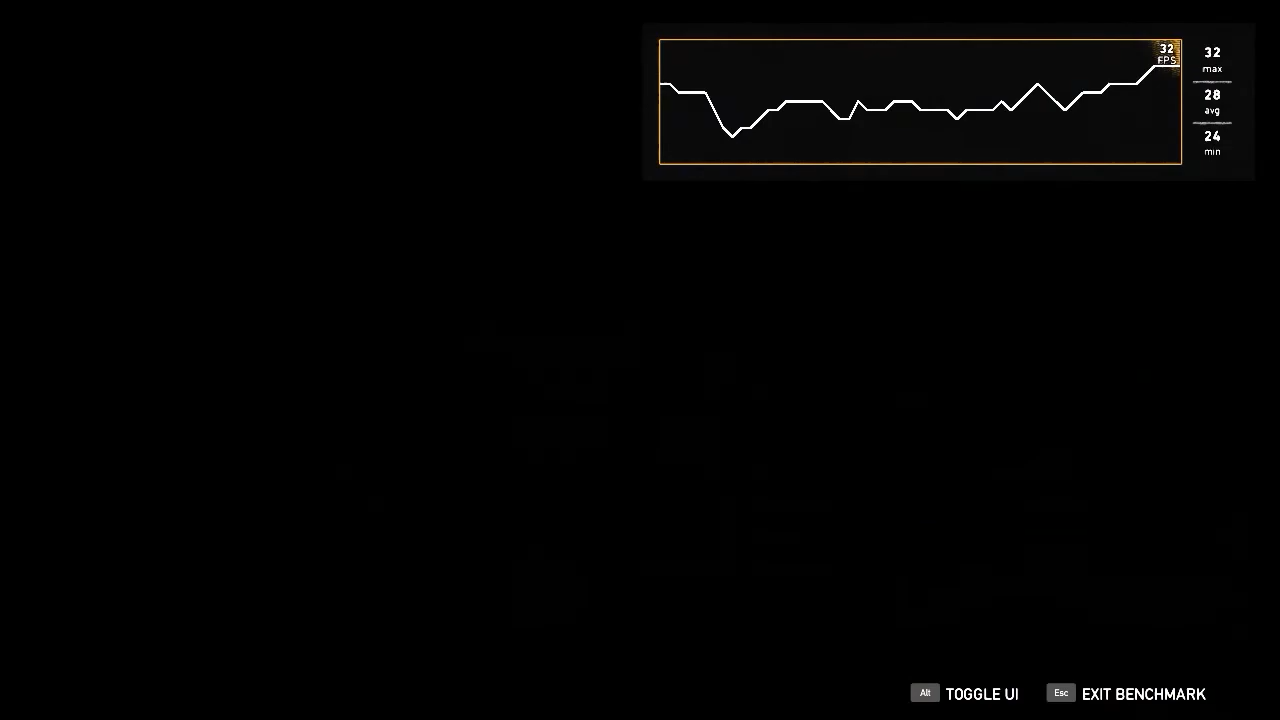 32
FPS
32
max
28
avg
24
min
Alt TOGGLE UI Esc EXIT BENCHMARK